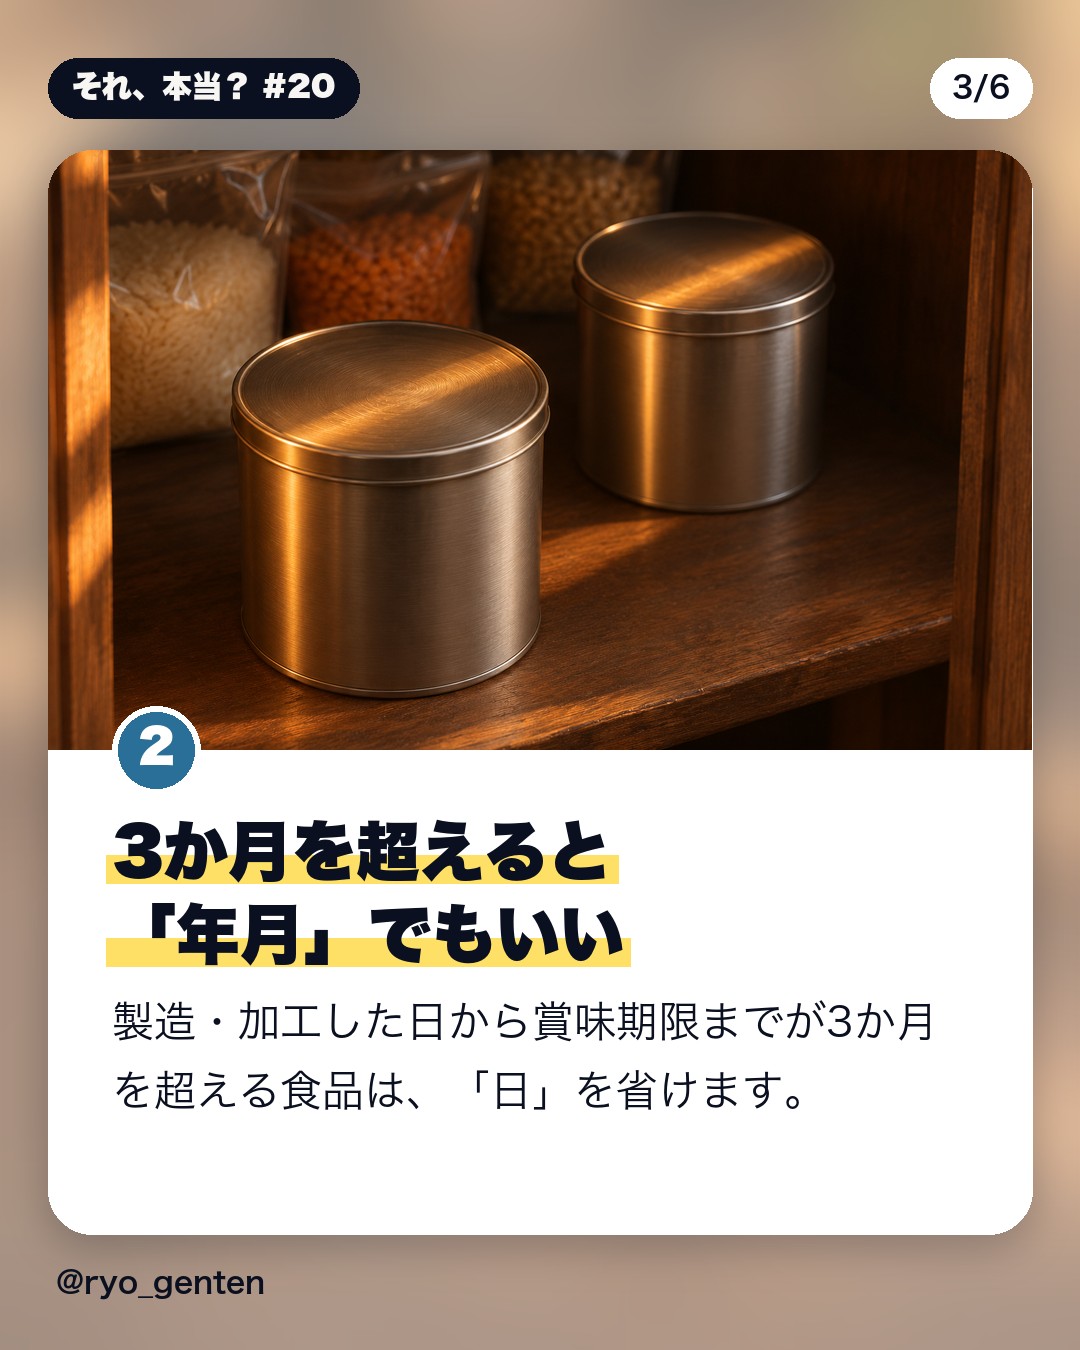 それ、本当？ #20
3/6
2
3か月を超えると
「年月」でもいい
製造・加工した日から賞味期限までが3か月
を超える食品は、「日」を省けます。
@ryo_genten